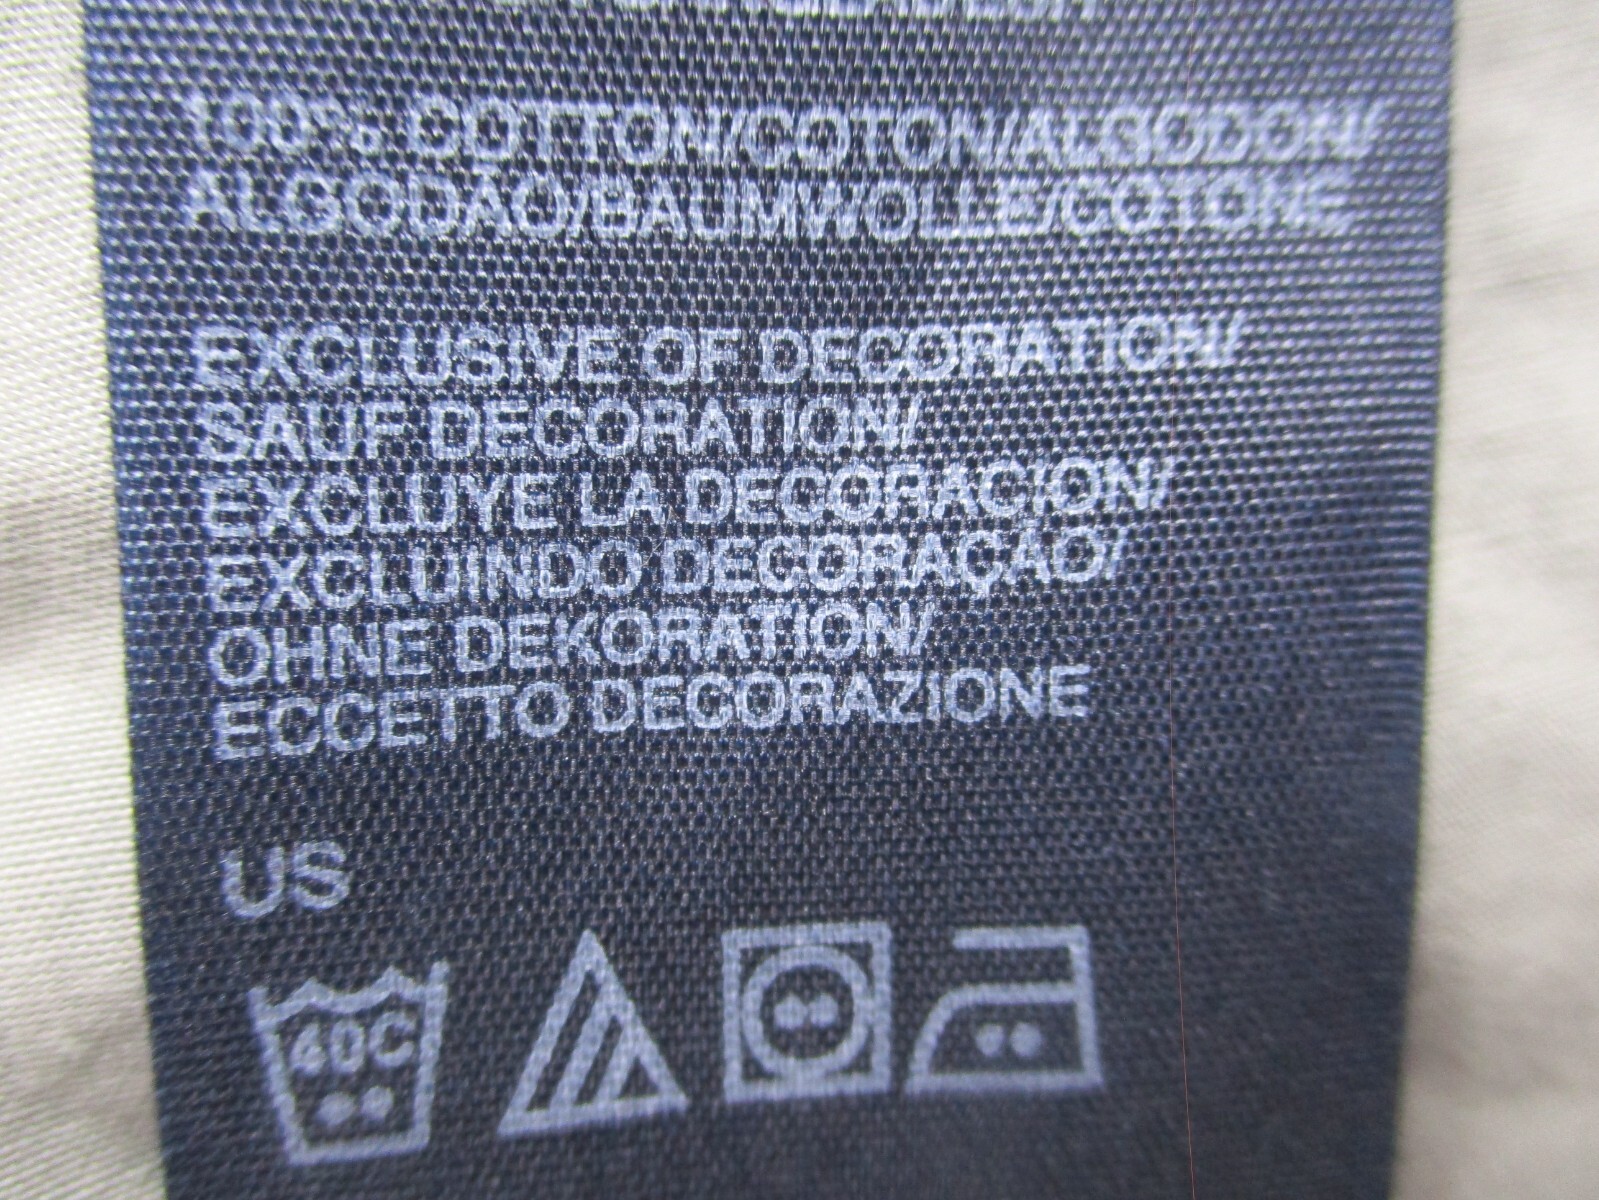 100% COTTON/COTON/ALGODON/
ALGODAO/BAUMWOLLE/COTONE
EXCLUSIVE OF DECORATION/
SAUF DECORATION/
EXCLUYE LA DECORACION/
EXCLUINDO DECORAÇÃO/
OHNE DEKORATION/
ECCETTO DECORAZIONE
US
40C